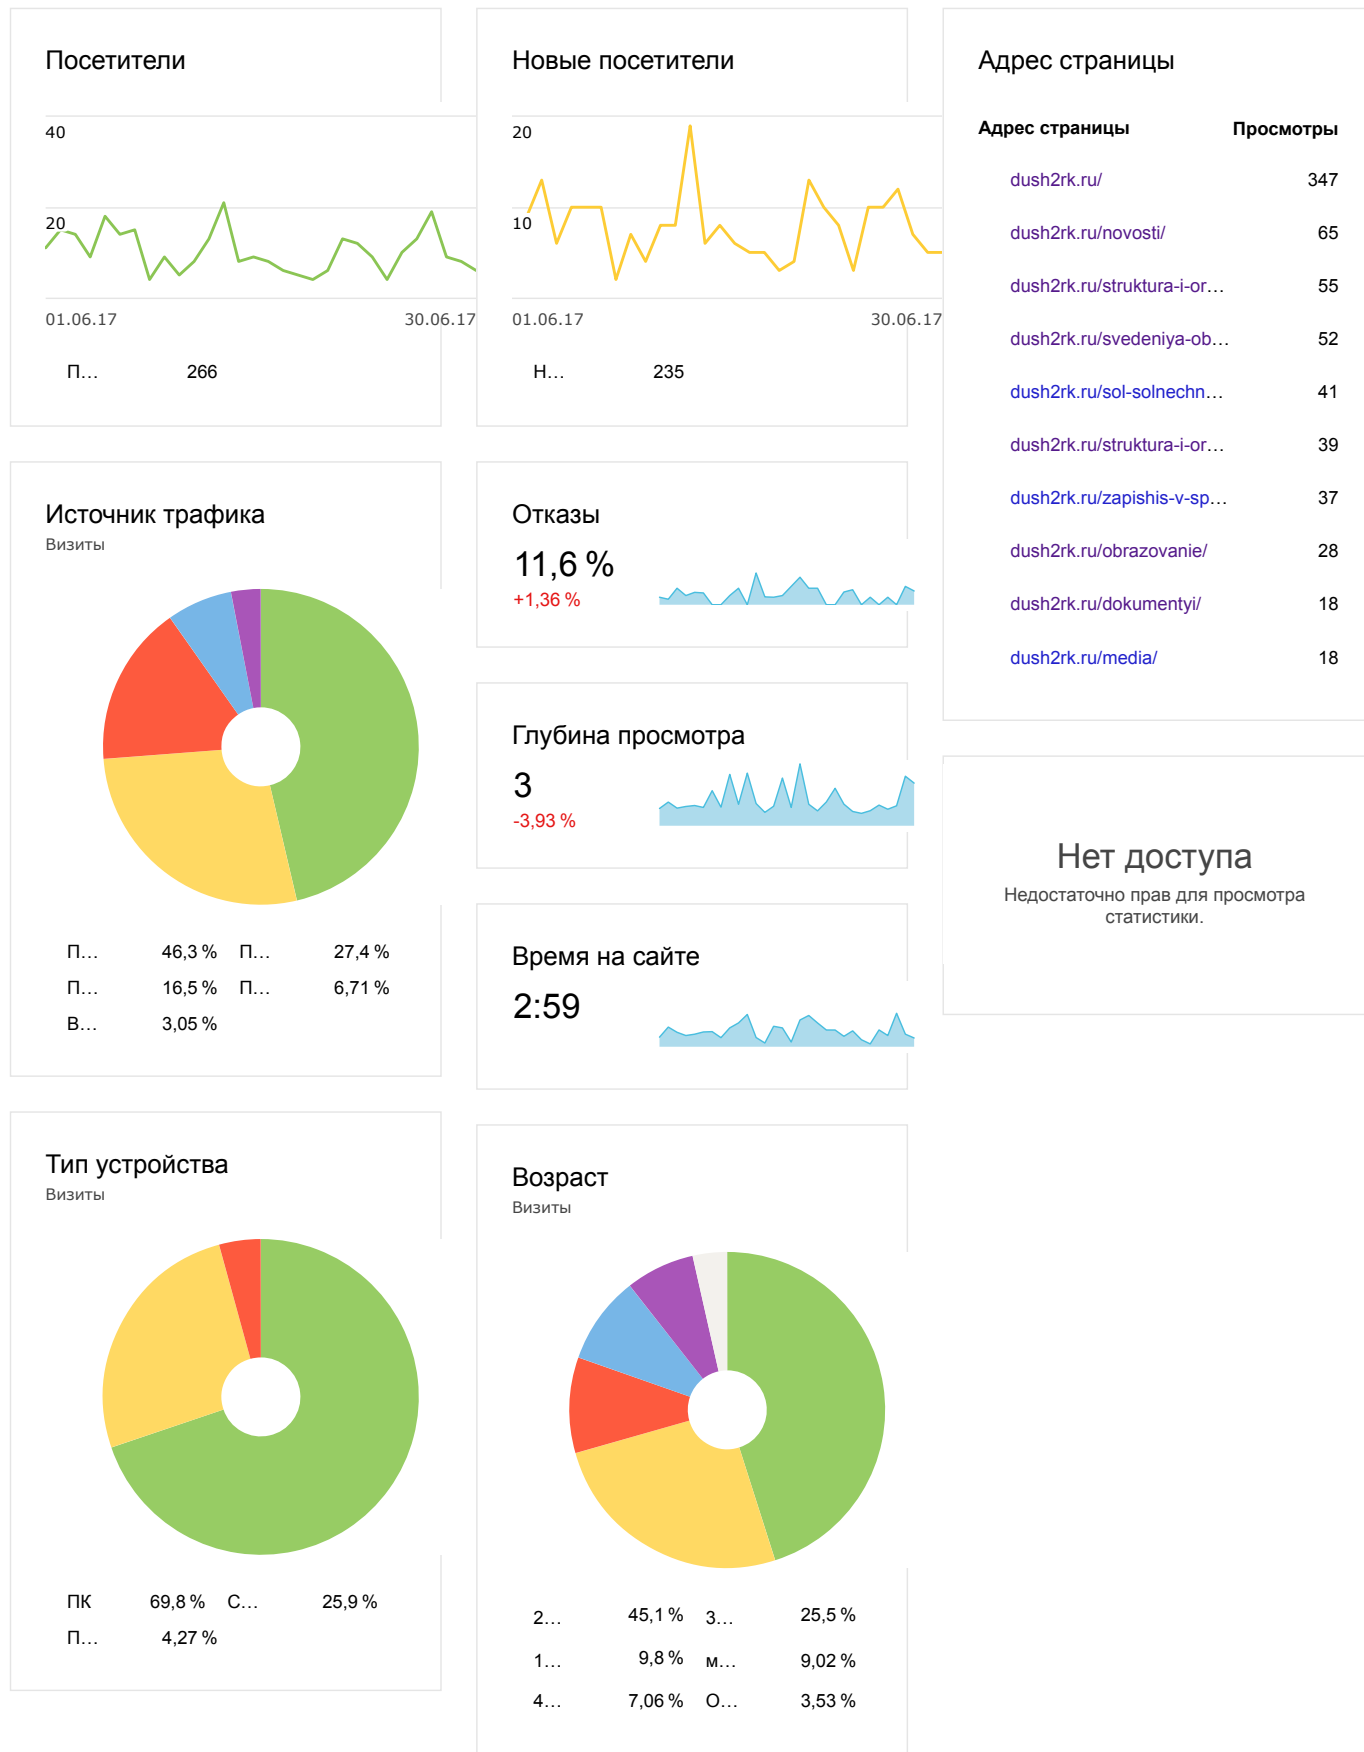 Посетители
40
20
01.06.17 30.06.17
П… 266
Новые посетители
20
10
01.06.17 30.06.17
Н… 235
Адрес страницы
Адрес страницы Просмотры
dush2rk.ru/ 347
dush2rk.ru/novosti/ 65
dush2rk.ru/struktura-i-or… 55
dush2rk.ru/svedeniya-ob… 52
dush2rk.ru/sol-solnechn… 41
dush2rk.ru/struktura-i-or… 39
dush2rk.ru/zapishis-v-sp… 37
dush2rk.ru/obrazovanie/ 28
dush2rk.ru/dokumentyi/ 18
dush2rk.ru/media/ 18
Источник трафика
Визиты
П… 46,3 % П… 27,4 %
П… 16,5 % П… 6,71 %
В… 3,05 %
Отказы
11,6 %
+1,36 %
Глубина просмотра
3
-3,93 %
Время на сайте
2:59
Нет доступа
Недостаточно прав для просмотра
статистики.
Тип устройства
Визиты
ПК 69,8 % С… 25,9 %
П… 4,27 %
Возраст
Визиты
2… 45,1 % 3… 25,5 %
1… 9,8 % м… 9,02 %
4… 7,06 % О… 3,53 %